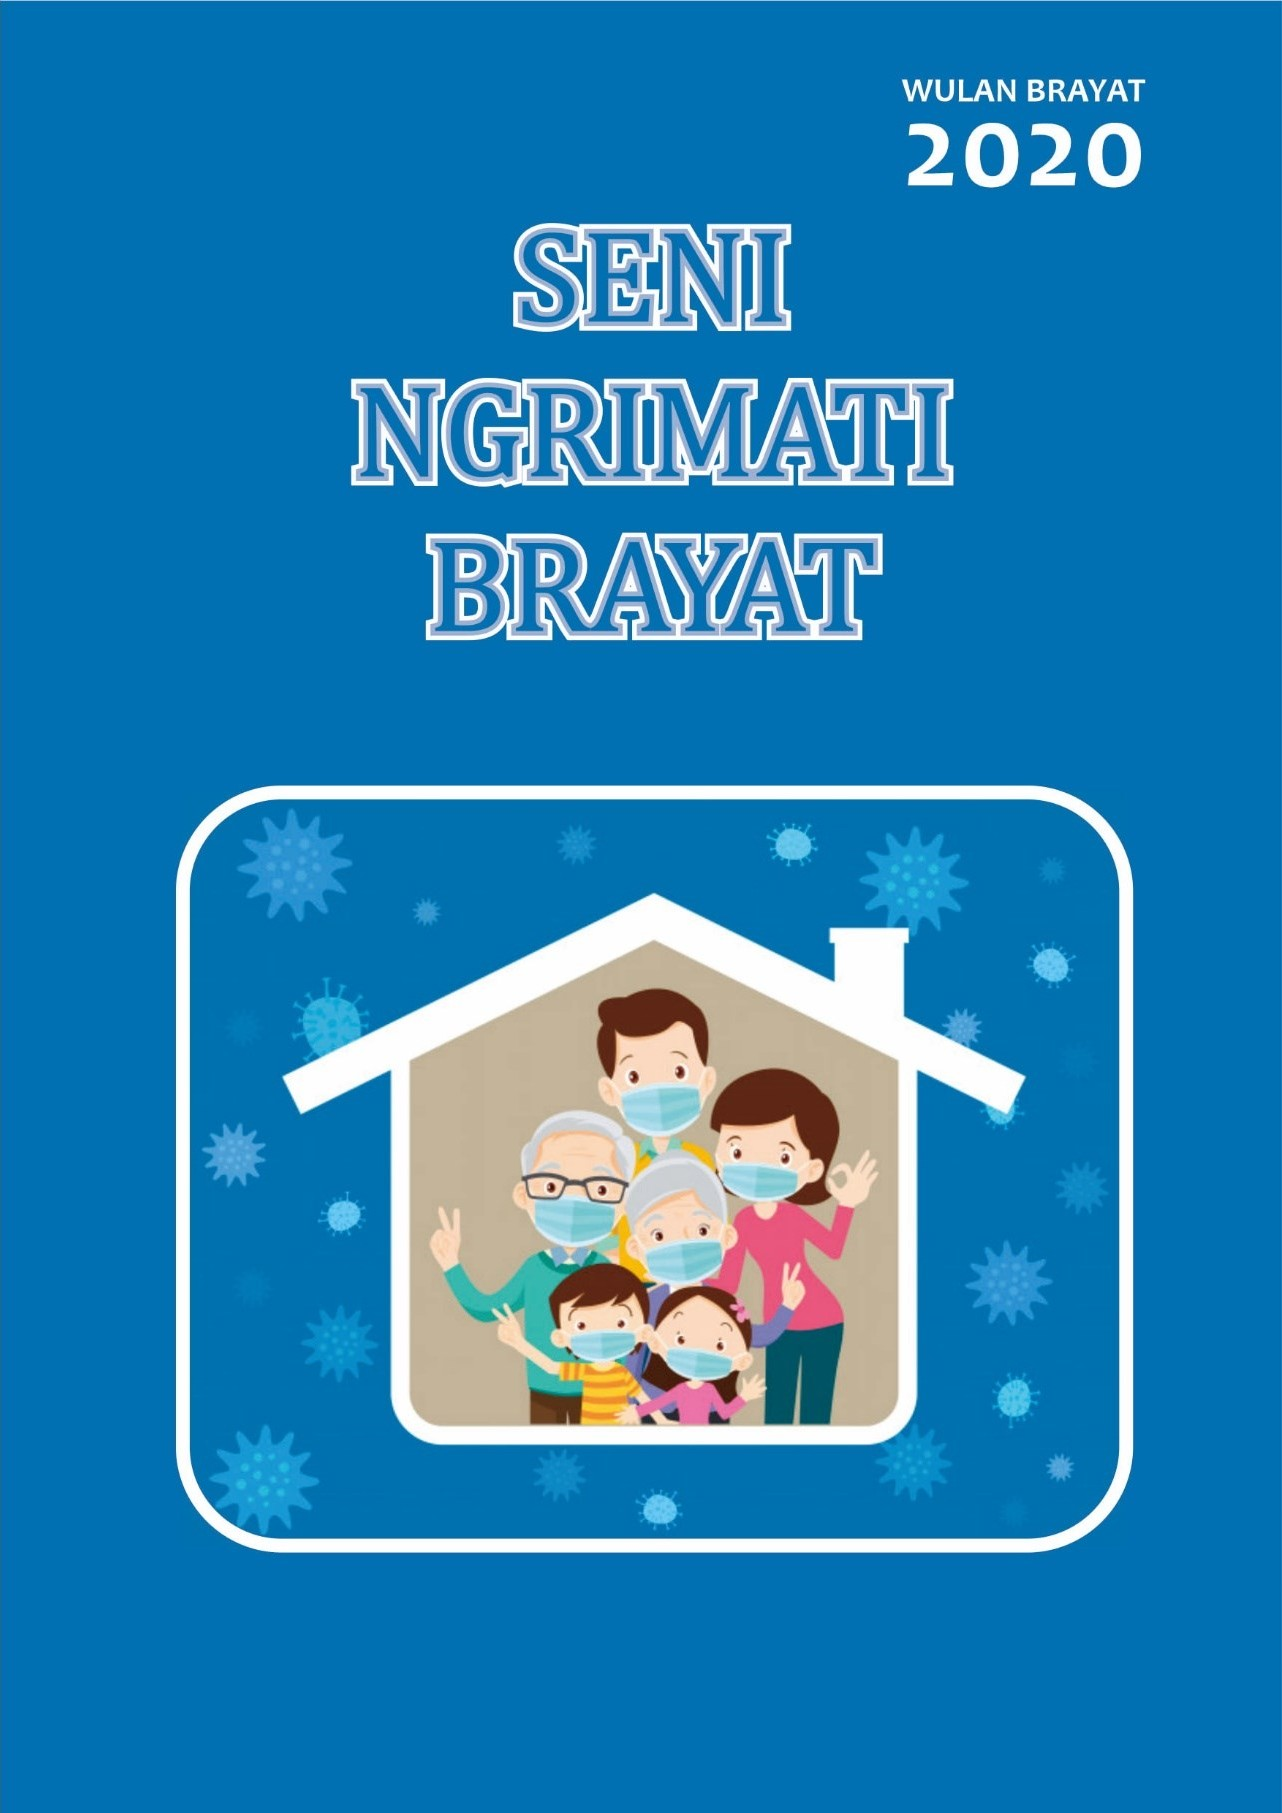 WULAN BRAYAT
2020
SENI
NGRIMATI
BRAYAT